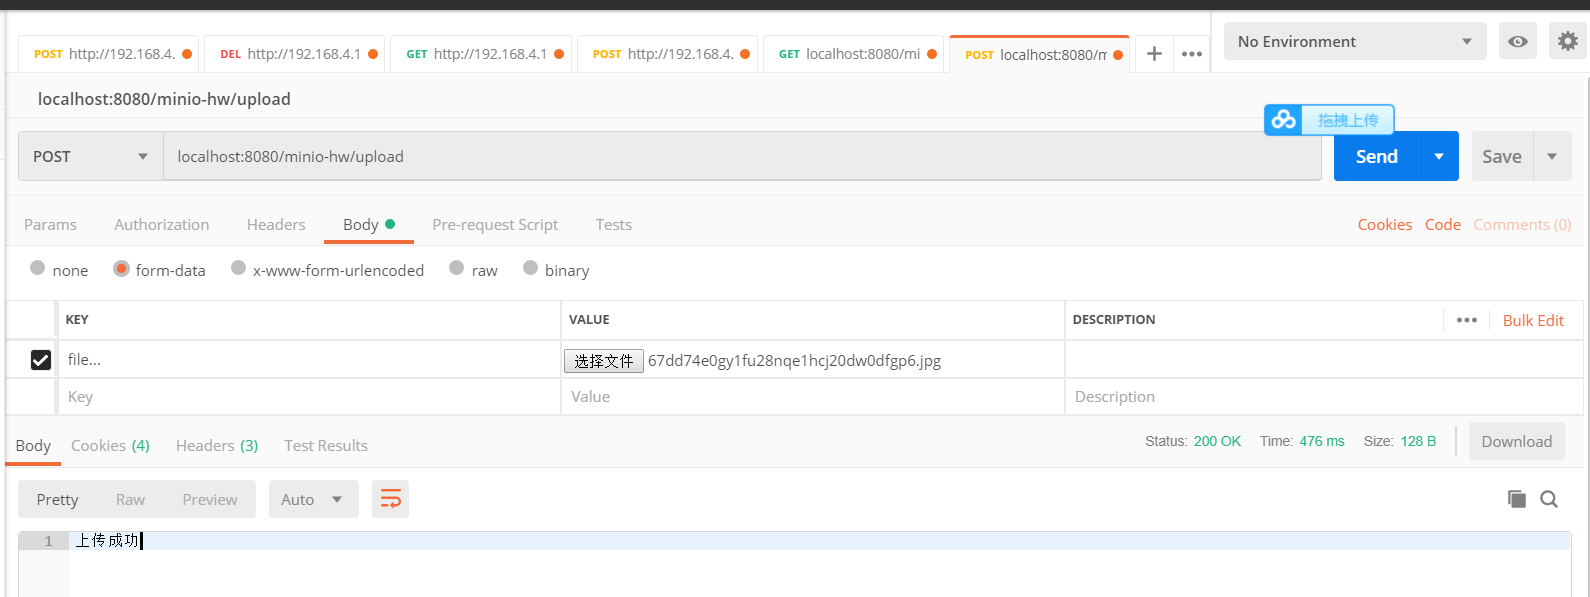 POST http://192.168.4. DEL http://192.168.4.1 GET http://192.168.4.1 POST http://192.168.4. GET localhost:8080/mi POST localhost:8080/m + ••• No Environment
localhost:8080/minio-hw/upload
拖拽上传
POST localhost:8080/minio-hw/upload Send Save
Params Authorization Headers Body Pre-request Script Tests Cookies Code Comments (0)
none form-data x-www-form-urlencoded raw binary
KEY VALUE DESCRIPTION ••• Bulk Edit
file... 选择文件 67dd74e0gy1fu28nqe1hcj20dw0dfgp6.jpg
Key Value Description
Body Cookies (4) Headers (3) Test Results Status: 200 OK Time: 476 ms Size: 128 B Download
Pretty Raw Preview Auto
1 上传成功